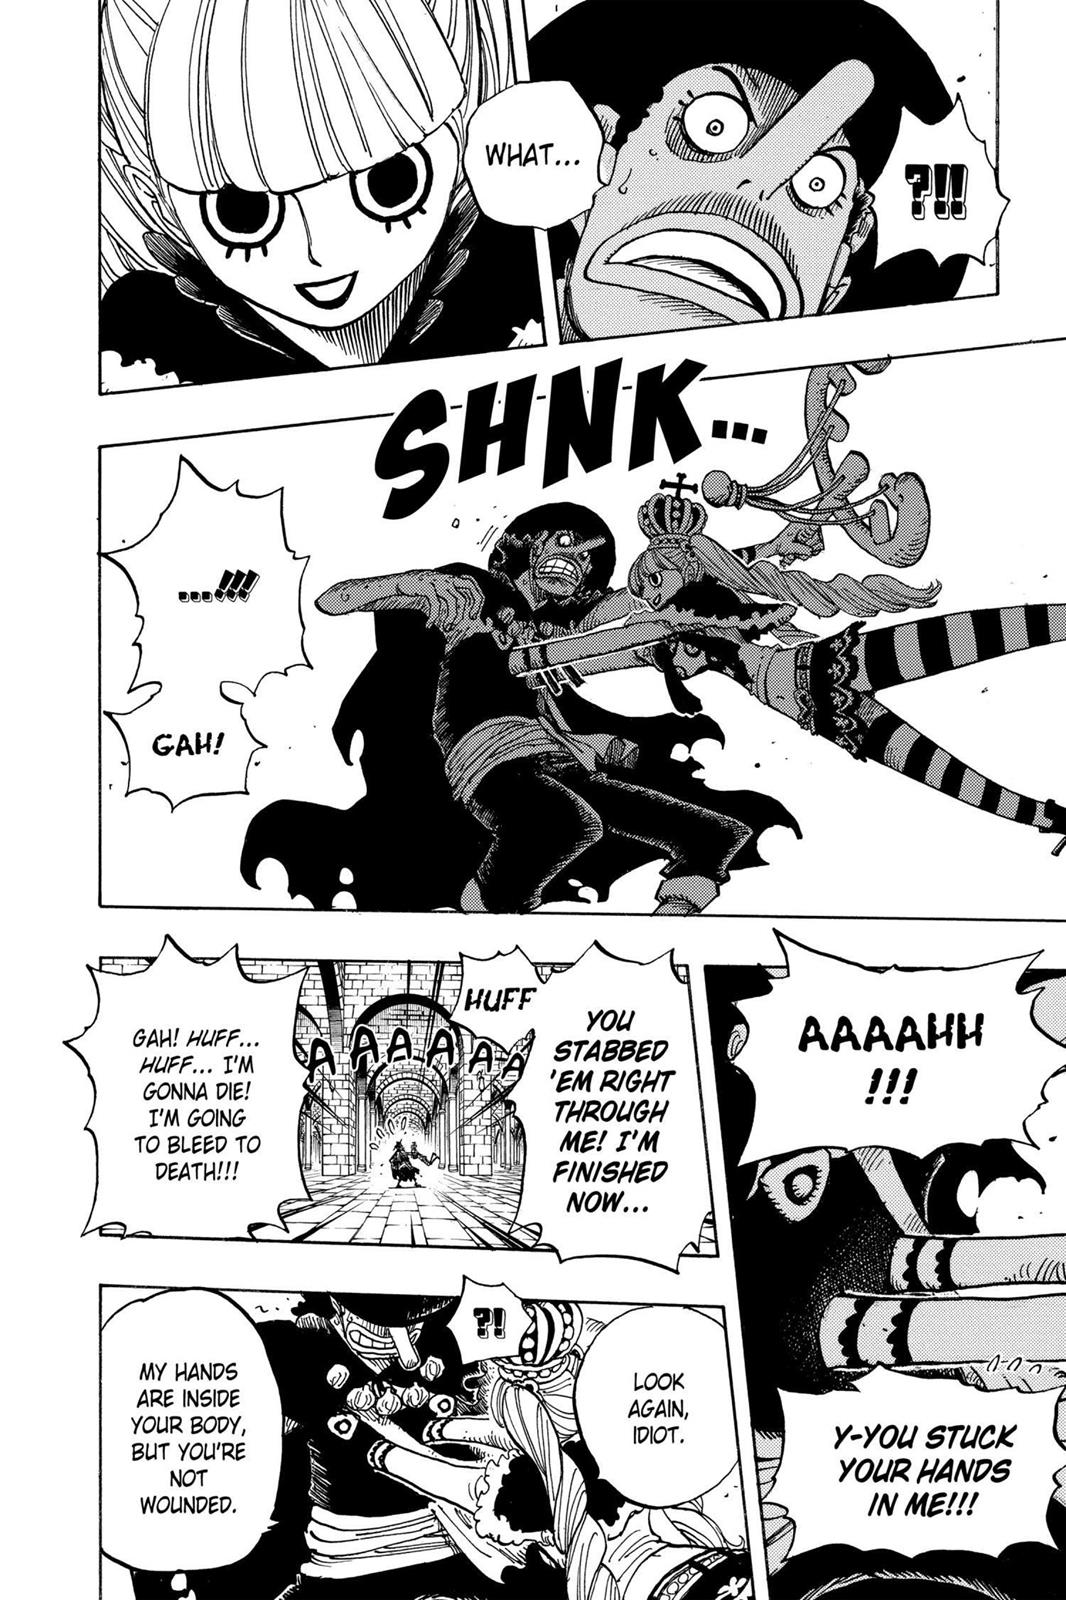 ?!!
WHAT...
SHNK...
...!!!
GAH!
AAAAHH
!!!
Y-YOU STUCK
YOUR HANDS
IN ME!!!
YOU
STABBED
'EM RIGHT
THROUGH
ME! I'M
FINISHED
NOW...
HUFF
AAAAAA
GAH! HUFF...
HUFF... I'M
GONNA DIE!
I'M GOING
TO BLEED TO
DEATH!!!
LOOK
AGAIN,
IDIOT.
?!
MY HANDS
ARE INSIDE
YOUR BODY,
BUT YOU'RE
NOT
WOUNDED.